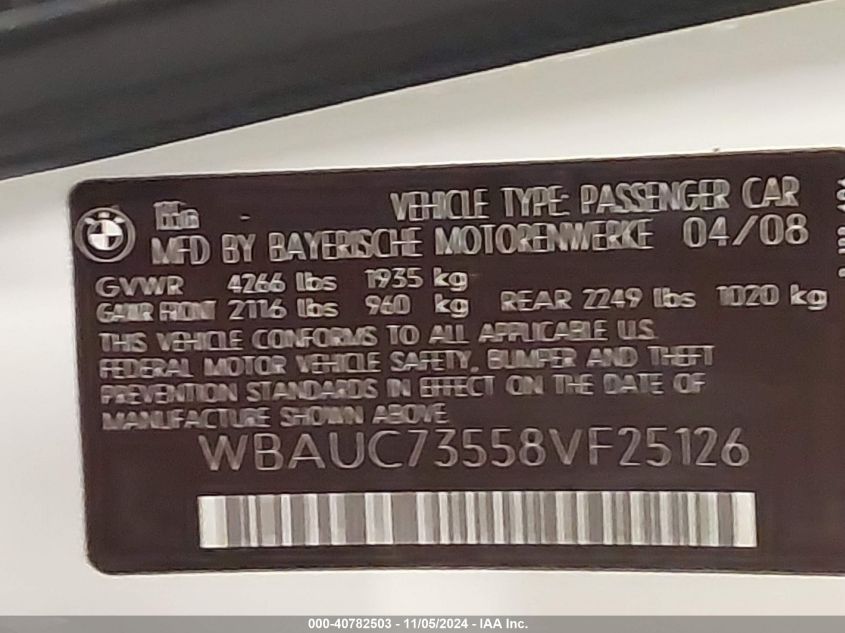 BMW
VEHICLE TYPE: PASSENGER CAR
MFD BY BAYERISCHE MOTORENWERKE 04/08
GVWR 4266 lbs 1935 kg
GAWR FRONT 2116 lbs 960 kg REAR 2249 lbs 1020 kg
THIS VEHICLE CONFORMS TO ALL APPLICABLE U.S.
FEDERAL MOTOR VEHICLE SAFETY, BUMPER AND THEFT
PREVENTION STANDARDS IN EFFECT ON THE DATE OF
MANUFACTURE SHOWN ABOVE.
WBAUC73558VF25126
000-40782503 - 11/05/2024 - IAA Inc.